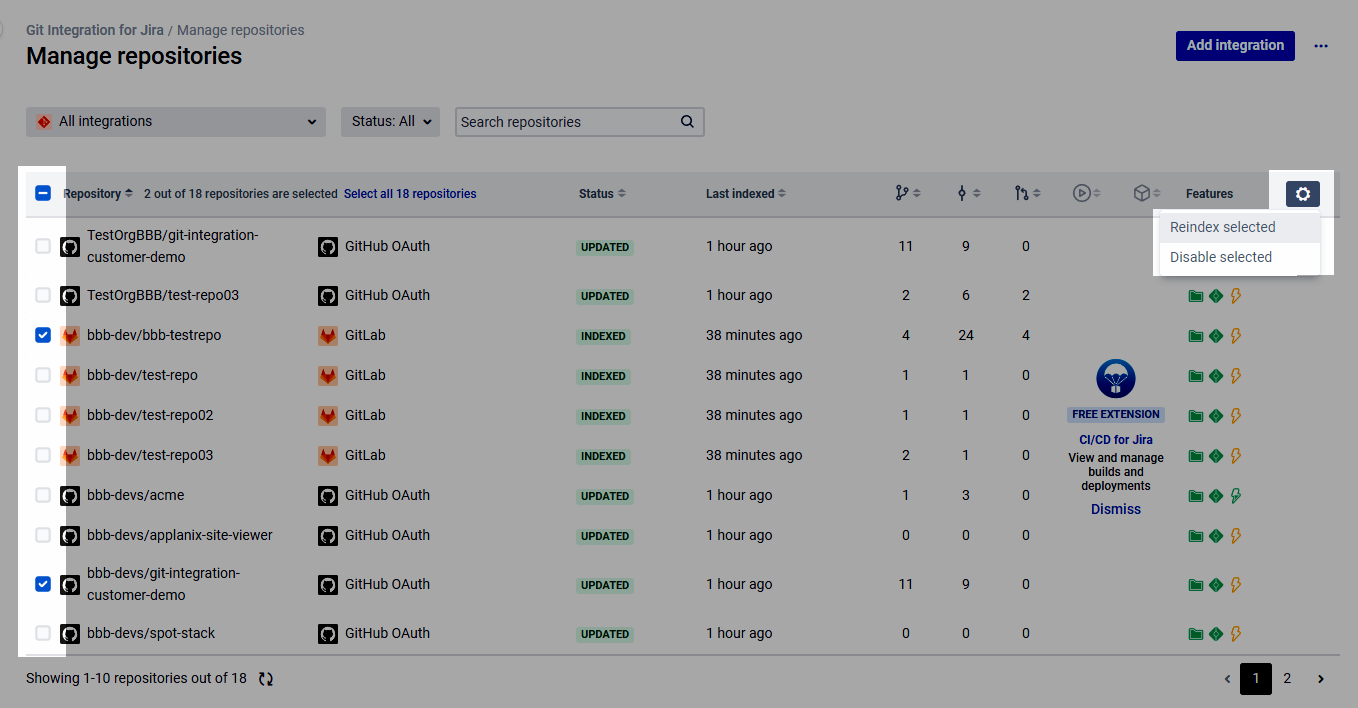 Git Integration for Jira / Manage repositories
Manage repositories
Add integration
All integrations
Status: All
Search repositories
Repository 2 out of 18 repositories are selected Select all 18 repositories Status Last indexed Features
Reindex selected
Disable selected
TestOrgBBB/git-integration-
customer-demo GitHub OAuth UPDATED 1 hour ago 11 9 0
TestOrgBBB/test-repo03 GitHub OAuth UPDATED 1 hour ago 2 6 2
bbb-dev/bbb-testrepo GitLab INDEXED 38 minutes ago 4 24 4
bbb-dev/test-repo GitLab INDEXED 38 minutes ago 1 1 0
bbb-dev/test-repo02 GitLab INDEXED 38 minutes ago 1 1 0
bbb-dev/test-repo03 GitLab INDEXED 38 minutes ago 2 1 0
bbb-devs/acme GitHub OAuth UPDATED 1 hour ago 1 3 0
bbb-devs/applanix-site-viewer GitHub OAuth UPDATED 1 hour ago 0 0 0
bbb-devs/git-integration-
customer-demo GitHub OAuth UPDATED 1 hour ago 11 9 0
bbb-devs/spot-stack GitHub OAuth UPDATED 1 hour ago 0 0 0
FREE EXTENSION
CI/CD for Jira
View and manage
builds and
deployments
Dismiss
Showing 1-10 repositories out of 18
1 2